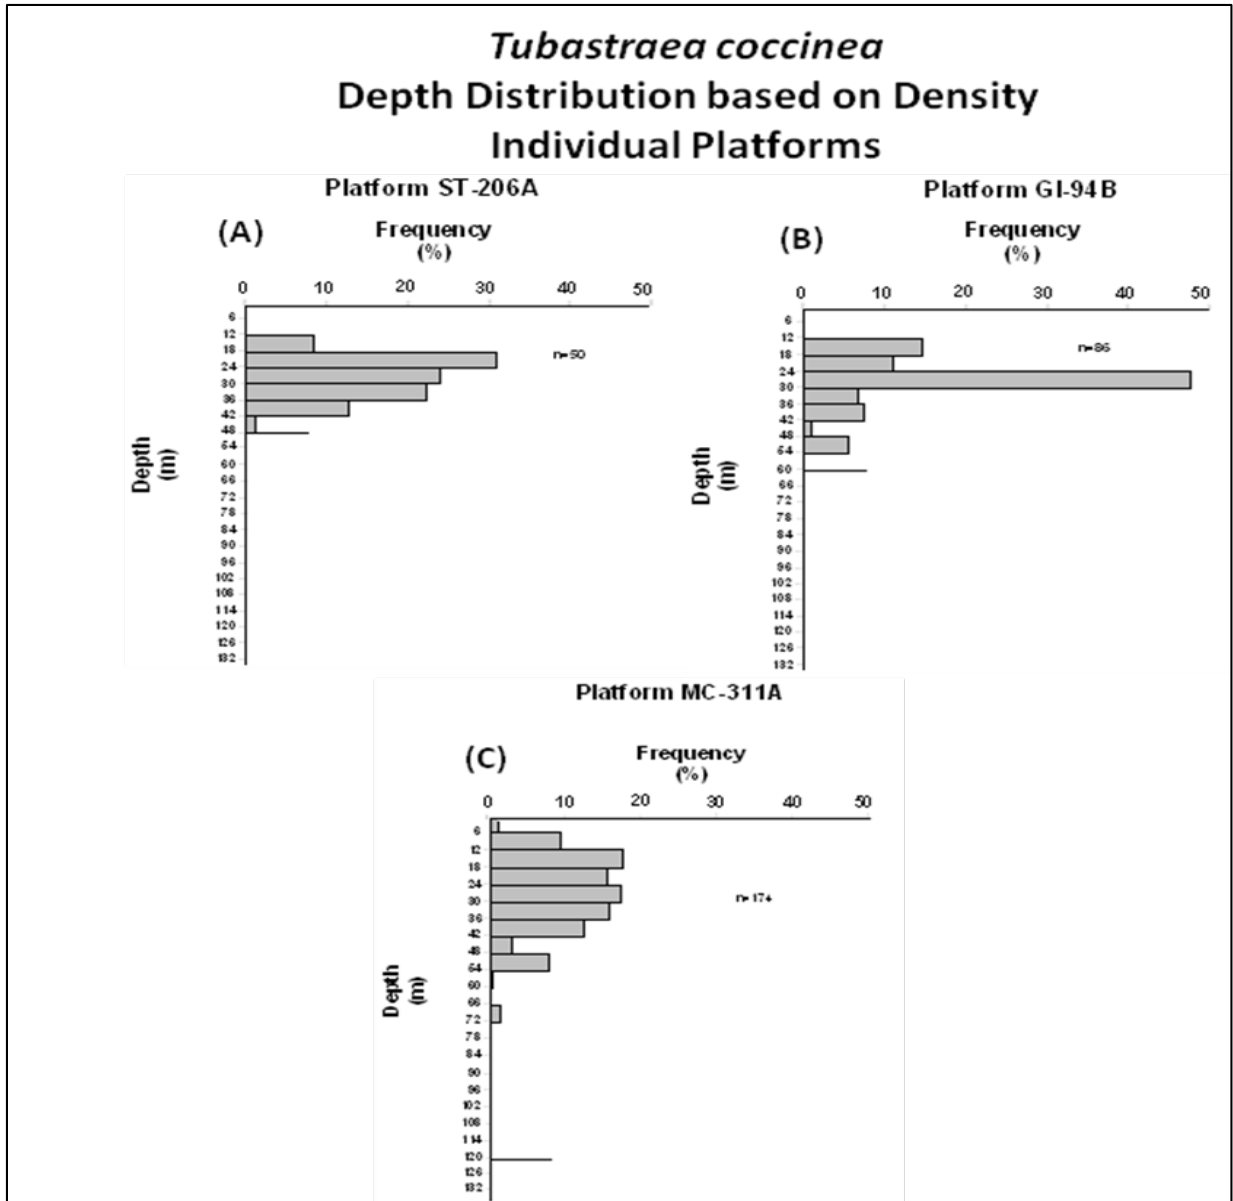 Tubastraea coccinea
Depth Distribution based on Density
Individual Platforms
Platform ST-206A
(A)
Frequency
(%)
0 10 20 30 40 50
6
12
18
24
30
36
42
48
54
60
66
72
78
84
90
96
102
108
114
120
126
132
n=50
Depth
(m)
Platform GI-94B
(B)
Frequency
(%)
0 10 20 30 40 50
6
12
18
24
30
36
42
48
54
60
66
72
78
84
90
96
102
108
114
120
126
132
n=86
Depth
(m)
Platform MC-311A
(C)
Frequency
(%)
0 10 20 30 40 50
6
12
18
24
30
36
42
48
54
60
66
72
78
84
90
96
102
108
114
120
126
132
n=174
Depth
(m)